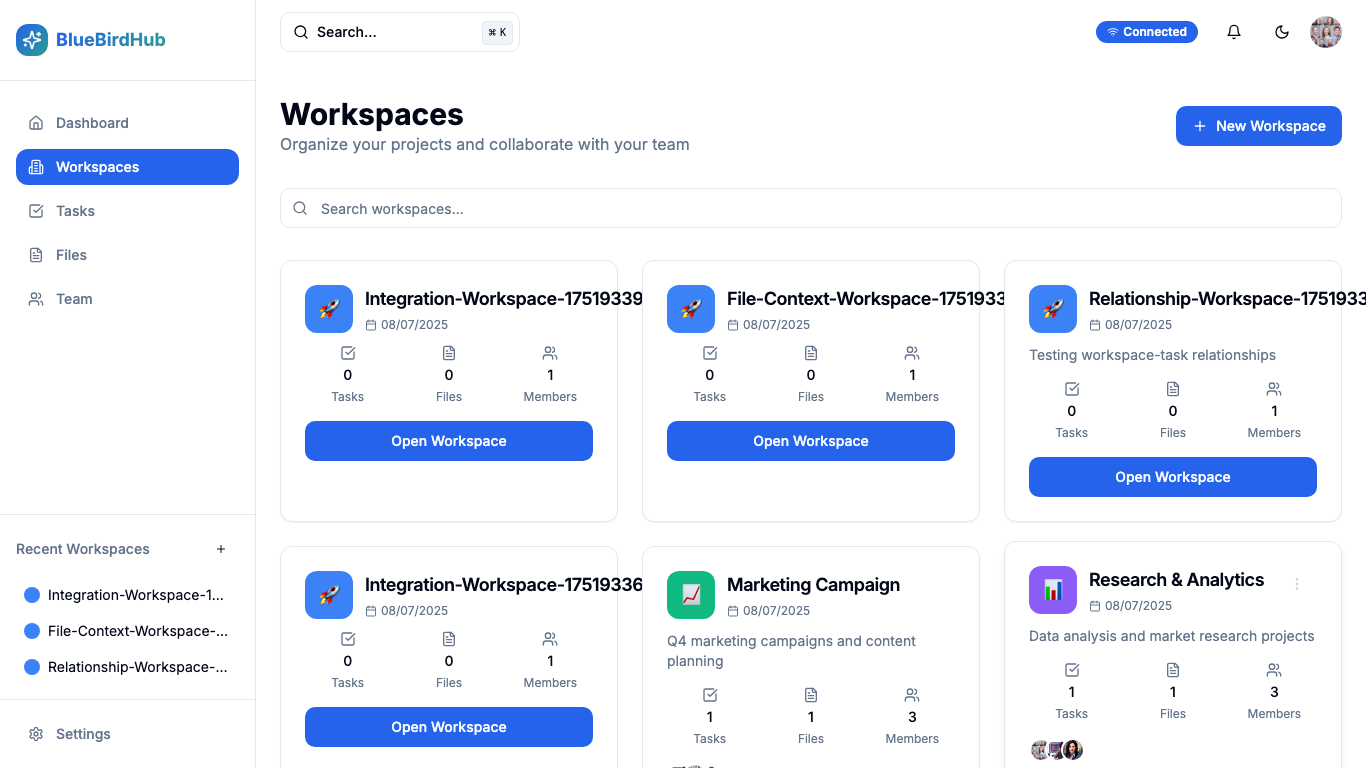 BlueBirdHub
Search...
⌘ K
Connected
Dashboard
Workspaces
Tasks
Files
Team
Workspaces
Organize your projects and collaborate with your team
New Workspace
Search workspaces...
Integration-Workspace-17519339
08/07/2025
0
Tasks
0
Files
1
Members
Open Workspace
File-Context-Workspace-1751933
08/07/2025
0
Tasks
0
Files
1
Members
Open Workspace
Relationship-Workspace-1751933
08/07/2025
Testing workspace-task relationships
0
Tasks
0
Files
1
Members
Open Workspace
Integration-Workspace-17519336
08/07/2025
0
Tasks
0
Files
1
Members
Open Workspace
Marketing Campaign
08/07/2025
Q4 marketing campaigns and content
planning
1
Tasks
1
Files
3
Members
Research & Analytics
08/07/2025
Data analysis and market research projects
1
Tasks
1
Files
3
Members
Recent Workspaces
Integration-Workspace-1...
File-Context-Workspace-...
Relationship-Workspace-...
Settings